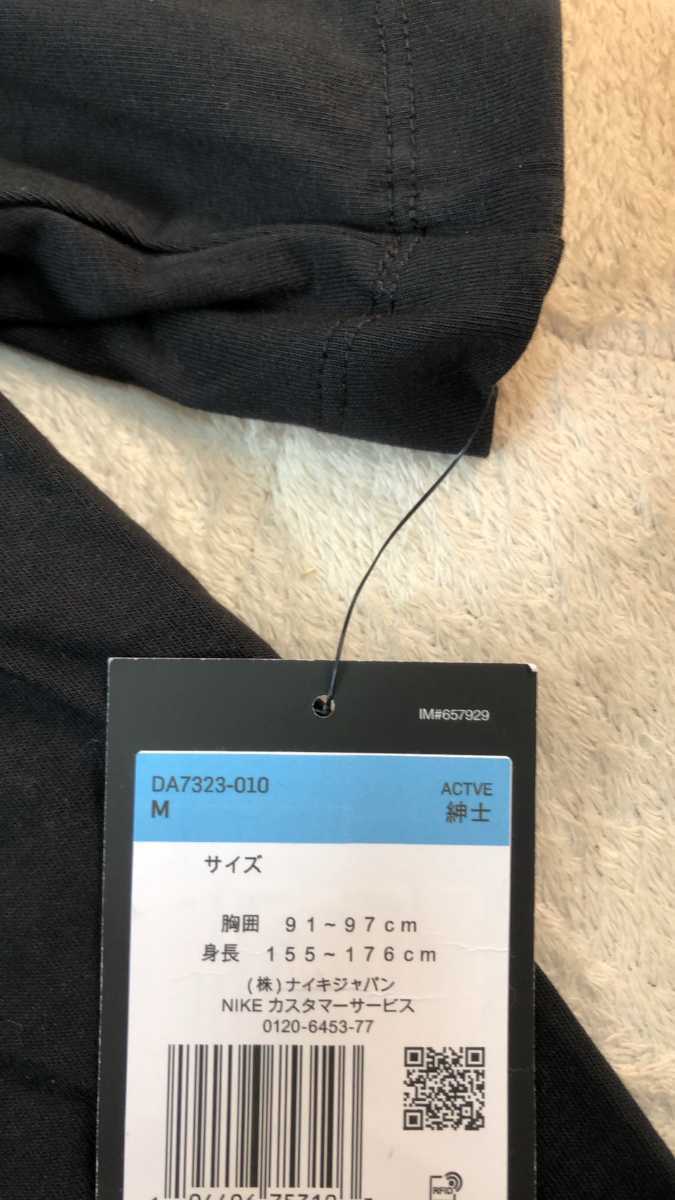 IM#657929
DA7323-010 ACTVE
M 紳士
サイズ
胸囲 91~97cm
身長 155~176cm
(株)ナイキジャパン
NIKE カスタマーサービス
0120-6453-77
RFID